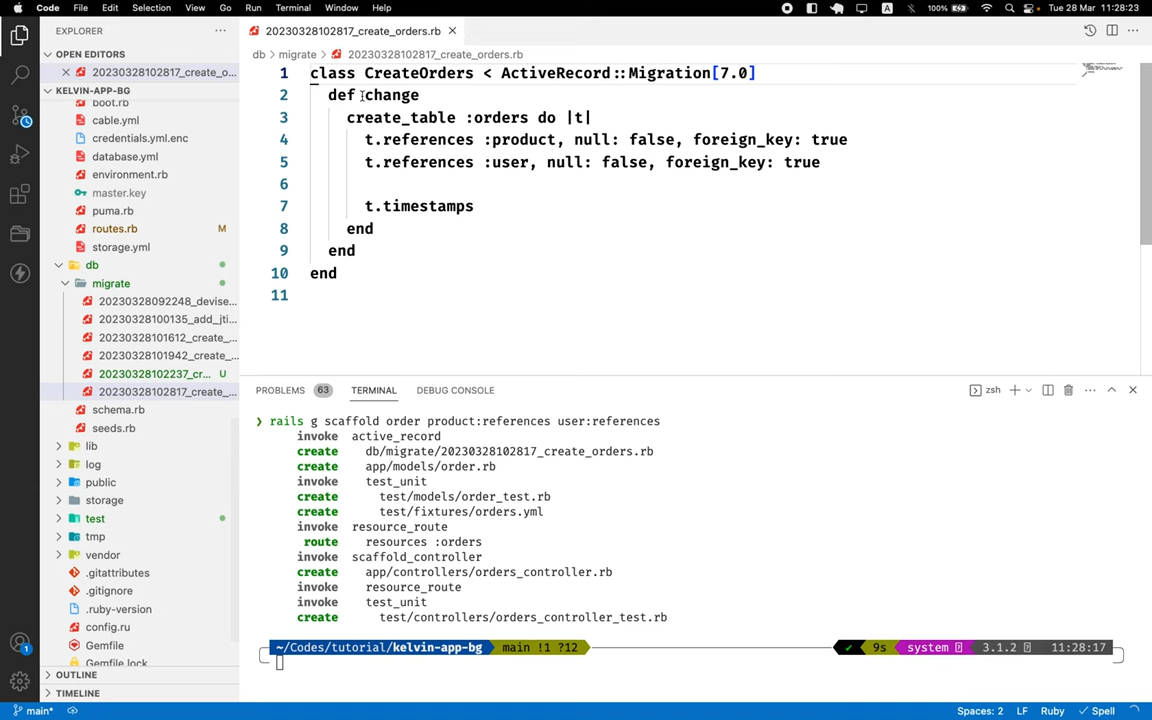 Code File Edit Selection View Go Run Terminal Window Help 100% Tue 28 Mar 11:28:23
EXPLORER
20230328102817_create_orders.rb
OPEN EDITORS
db > migrate > 20230328102817_create_orders.rb
20230328102817_create_o...
KELVIN-APP-BG
boot.rb
cable.yml
credentials.yml.enc
database.yml
environment.rb
master.key
puma.rb
routes.rb M
storage.yml
db
migrate
20230328092248_devise...
20230328100135_add_jti...
20230328101612_create_...
20230328101942_create_...
20230328102237_cr... U
20230328102817_create_...
schema.rb
seeds.rb
lib
log
public
storage
test
tmp
vendor
.gitattributes
.gitignore
.ruby-version
config.ru
Gemfile
Gemfile.lock
OUTLINE
TIMELINE
1 class CreateOrders < ActiveRecord::Migration[7.0]
2 def change
3 create_table :orders do |t|
4 t.references :product, null: false, foreign_key: true
5 t.references :user, null: false, foreign_key: true
6
7 t.timestamps
8 end
9 end
10 end
11
PROBLEMS 63 TERMINAL DEBUG CONSOLE zsh
❯ rails g scaffold order product:references user:references
invoke active_record
create db/migrate/20230328102817_create_orders.rb
create app/models/order.rb
invoke test_unit
create test/models/order_test.rb
create test/fixtures/orders.yml
invoke resource_route
route resources :orders
invoke scaffold_controller
create app/controllers/orders_controller.rb
invoke resource_route
invoke test_unit
create test/controllers/orders_controller_test.rb
~/Codes/tutorial/kelvin-app-bg main !1 ?12 ✔ 9s system 3.1.2 11:28:17
main* Spaces: 2 LF Ruby Spell